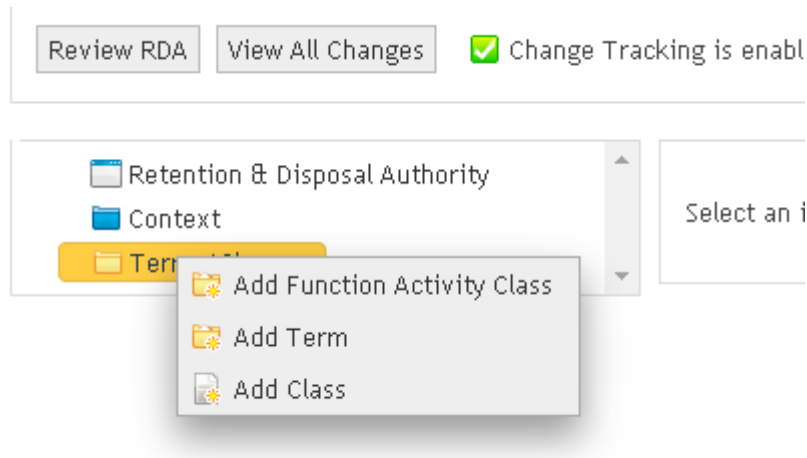 Review RDA View All Changes Change Tracking is enabl
Retention & Disposal Authority
Context
Select an
Add Function Activity Class
Add Term
Add Class